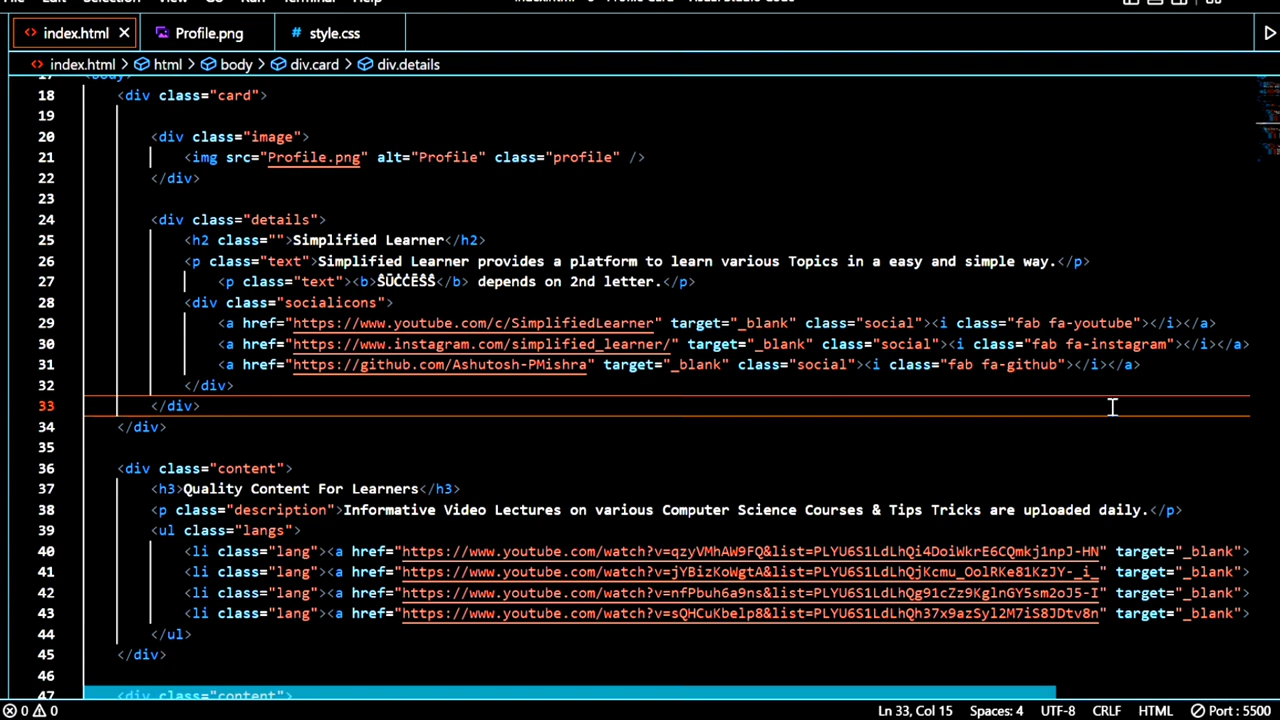 index.html
Profile.png
# style.css
index.html > html > body > div.card > div.details
18 <div class="card">
19
20 <div class="image">
21 <img src="Profile.png" alt="Profile" class="profile" />
22 </div>
23
24 <div class="details">
25 <h2 class="">Simplified Learner</h2>
26 <p class="text">Simplified Learner provides a platform to learn various Topics in a easy and simple way.</p>
27 <p class="text"><b>ŜŬĊĊĒŜŜ</b> depends on 2nd letter.</p>
28 <div class="socialicons">
29 <a href="https://www.youtube.com/c/SimplifiedLearner" target="_blank" class="social"><i class="fab fa-youtube"></i></a>
30 <a href="https://www.instagram.com/simplified_learner/" target="_blank" class="social"><i class="fab fa-instagram"></i></a>
31 <a href="https://github.com/Ashutosh-PMishra" target="_blank" class="social"><i class="fab fa-github"></i></a>
32 </div>
33 </div>
34 </div>
35
36 <div class="content">
37 <h3>Quality Content For Learners</h3>
38 <p class="description">Informative Video Lectures on various Computer Science Courses & Tips Tricks are uploaded daily.</p>
39 <ul class="langs">
40 <li class="lang"><a href="https://www.youtube.com/watch?v=qzyVMhAW9FQ&list=PLYU6S1LdLhQi4DoiWkrE6CQmkj1npJ-HN" target="_blank">
41 <li class="lang"><a href="https://www.youtube.com/watch?v=jYBizKoWgtA&list=PLYU6S1LdLhQjKcmu_OolRKe81KzJY-_i_" target="_blank">
42 <li class="lang"><a href="https://www.youtube.com/watch?v=nfPbuh6a9ns&list=PLYU6S1LdLhQg91cZz9KglnGY5sm2oJ5-I" target="_blank">
43 <li class="lang"><a href="https://www.youtube.com/watch?v=sQHCuKbelp8&list=PLYU6S1LdLhQh37x9azSyl2M7iS8JDtv8n" target="_blank">
44 </ul>
45 </div>
46
47 <div class="content">
0 0 Ln 33, Col 15 Spaces: 4 UTF-8 CRLF HTML Port : 5500